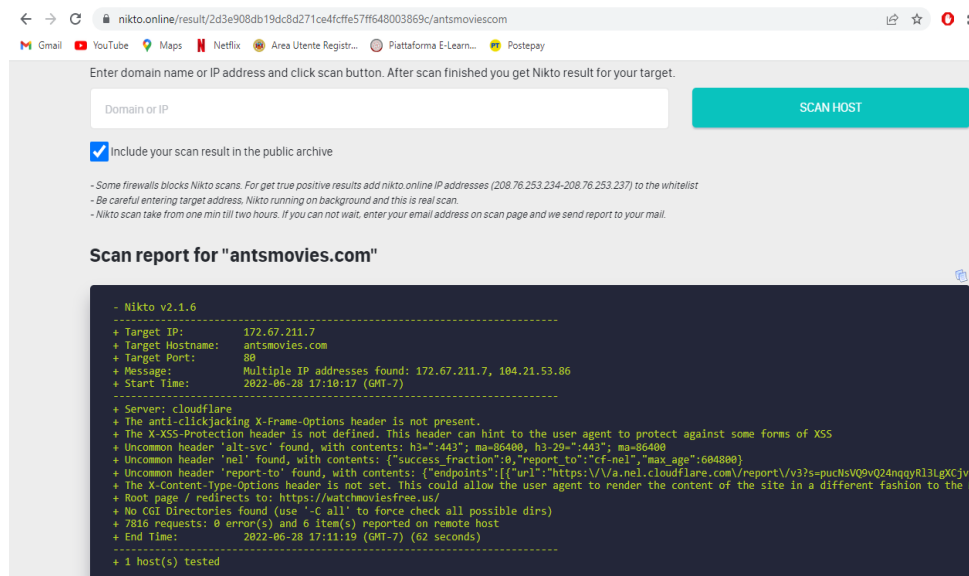 nikto.online/result/2d3e908db19dc8d271ce4fcffe57ff648003869c/antsmoviescom
Gmail YouTube Maps Netflix Area Utente Registr... Piattaforma E-Learn... PT Postepay
Enter domain name or IP address and click scan button. After scan finished you get Nikto result for your target.
Domain or IP
SCAN HOST
Include your scan result in the public archive
- Some firewalls blocks Nikto scans. For get true positive results add nikto.online IP addresses (208.76.253.234-208.76.253.237) to the whitelist
- Be careful entering target address, Nikto running on background and this is real scan.
- Nikto scan take from one min till two hours. If you can not wait, enter your email address on scan page and we send report to your mail.
Scan report for "antsmovies.com"
- Nikto v2.1.6
---------------------------------------------------------------------------
+ Target IP: 172.67.211.7
+ Target Hostname: antsmovies.com
+ Target Port: 80
+ Message: Multiple IP addresses found: 172.67.211.7, 104.21.53.86
+ Start Time: 2022-06-28 17:10:17 (GMT-7)
---------------------------------------------------------------------------
+ Server: cloudflare
+ The anti-clickjacking X-Frame-Options header is not present.
+ The X-XSS-Protection header is not defined. This header can hint to the user agent to protect against some forms of XSS
+ Uncommon header 'alt-svc' found, with contents: h3=":443"; ma=86400, h3-29=":443"; ma=86400
+ Uncommon header 'nel' found, with contents: {"success_fraction":0,"report_to":"cf-nel","max_age":604800}
+ Uncommon header 'report-to' found, with contents: {"endpoints":[{"url":"https:\/\/a.nel.cloudflare.com\/report\/v3?s=pucNsVQ9vQ24nqqyRl3LgXCjv
+ The X-Content-Type-Options header is not set. This could allow the user agent to render the content of the site in a different fashion to the
+ Root page / redirects to: https://watchmoviesfree.us/
+ No CGI Directories found (use '-C all' to force check all possible dirs)
+ 7816 requests: 0 error(s) and 6 item(s) reported on remote host
+ End Time: 2022-06-28 17:11:19 (GMT-7) (62 seconds)
---------------------------------------------------------------------------
+ 1 host(s) tested